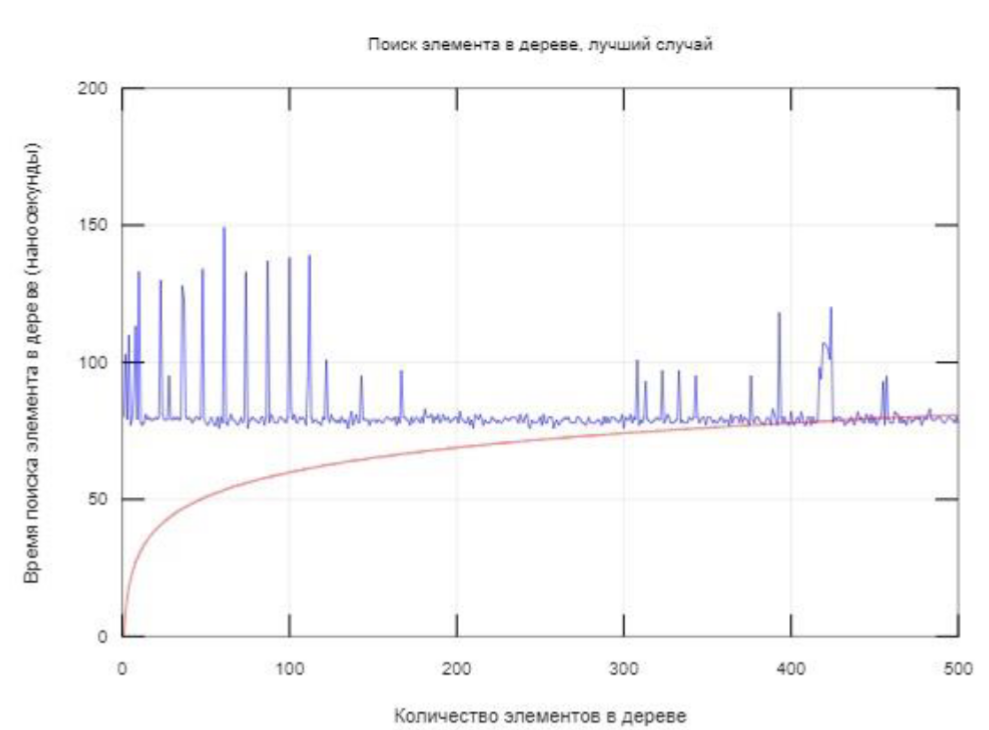 Поиск элемента в дереве, лучший случай
200
150
100
50
0
Время поиска элемента в дереве (наносекунды)
0 100 200 300 400 500
Количество элементов в дереве